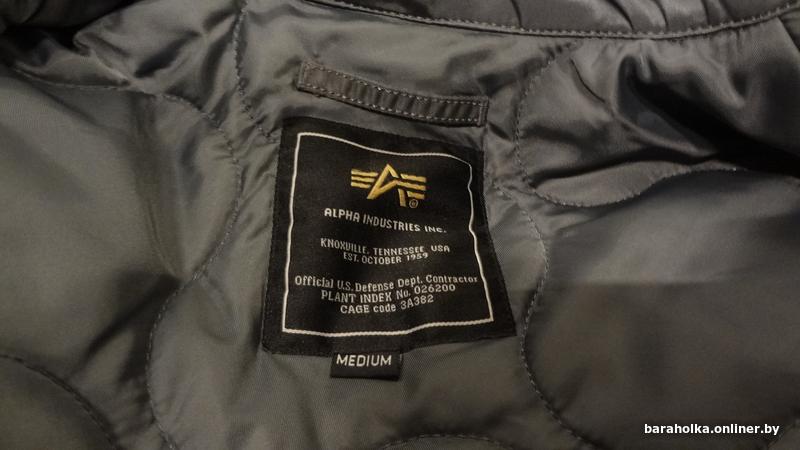 ALPHA INDUSTRIES INC.
KNOXVILLE, TENNESSEE USA
EST. OCTOBER 1959
Official U.S. Defense Dept. Contractor
PLANT INDEX No. 026200
CAGE code 3A382
MEDIUM
baraholka.onliner.by